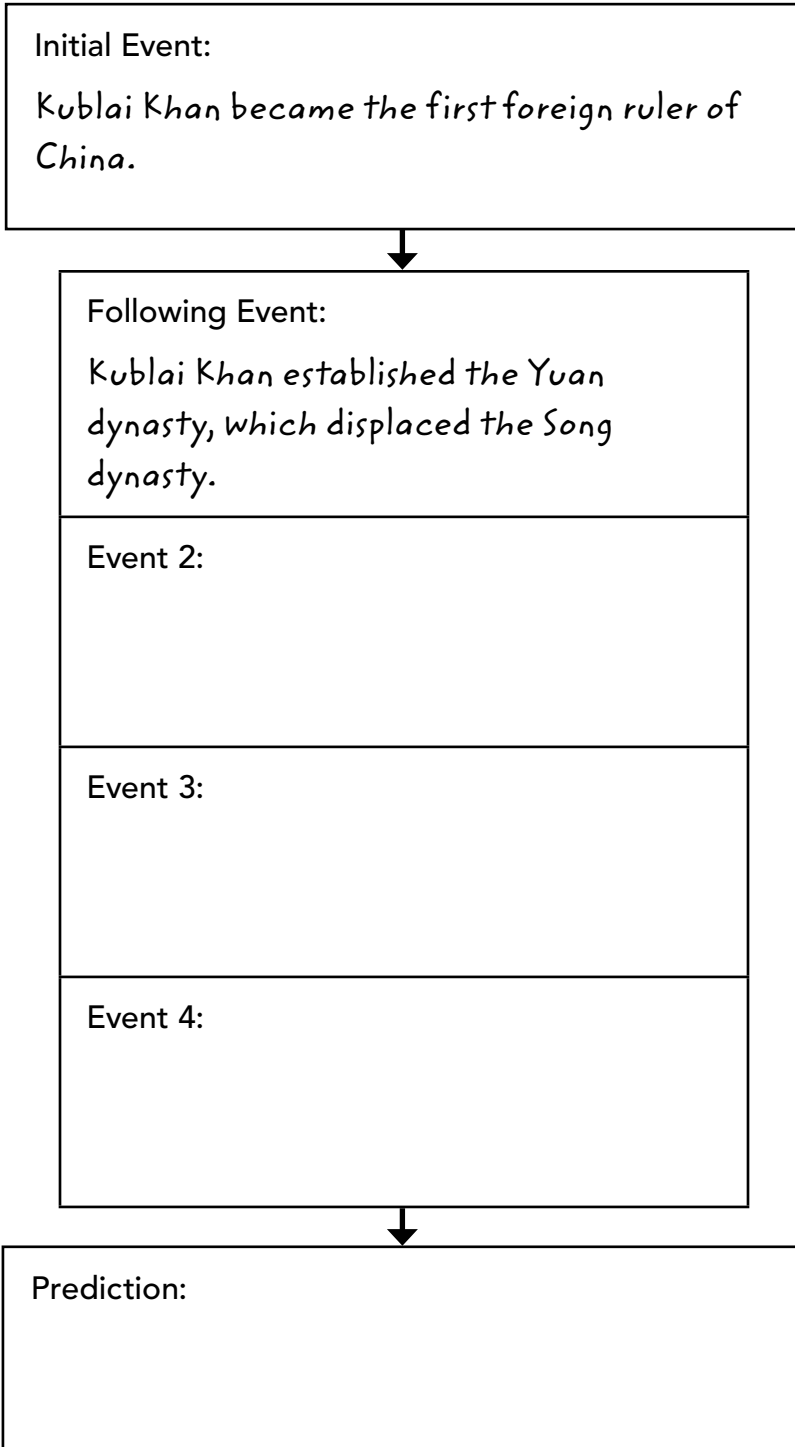 Initial Event:
Kublai Khan became the first foreign ruler of
China.
Following Event:
Kublai Khan established the Yuan
dynasty, which displaced the Song
dynasty.
Event 2:
Event 3:
Event 4:
Prediction: